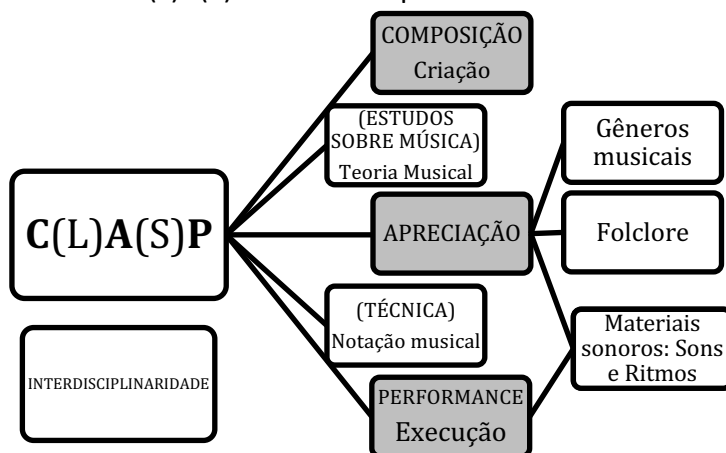 COMPOSIÇÃO
Criação
(ESTUDOS
SOBRE MÚSICA)
Teoria Musical
Gêneros
musicais
C(L)A(S)P
APRECIAÇÃO
Folclore
(TÉCNICA)
Notação musical
Materiais
sonoros: Sons
e Ritmos
INTERDISCIPLINARIDADE
PERFORMANCE
Execução